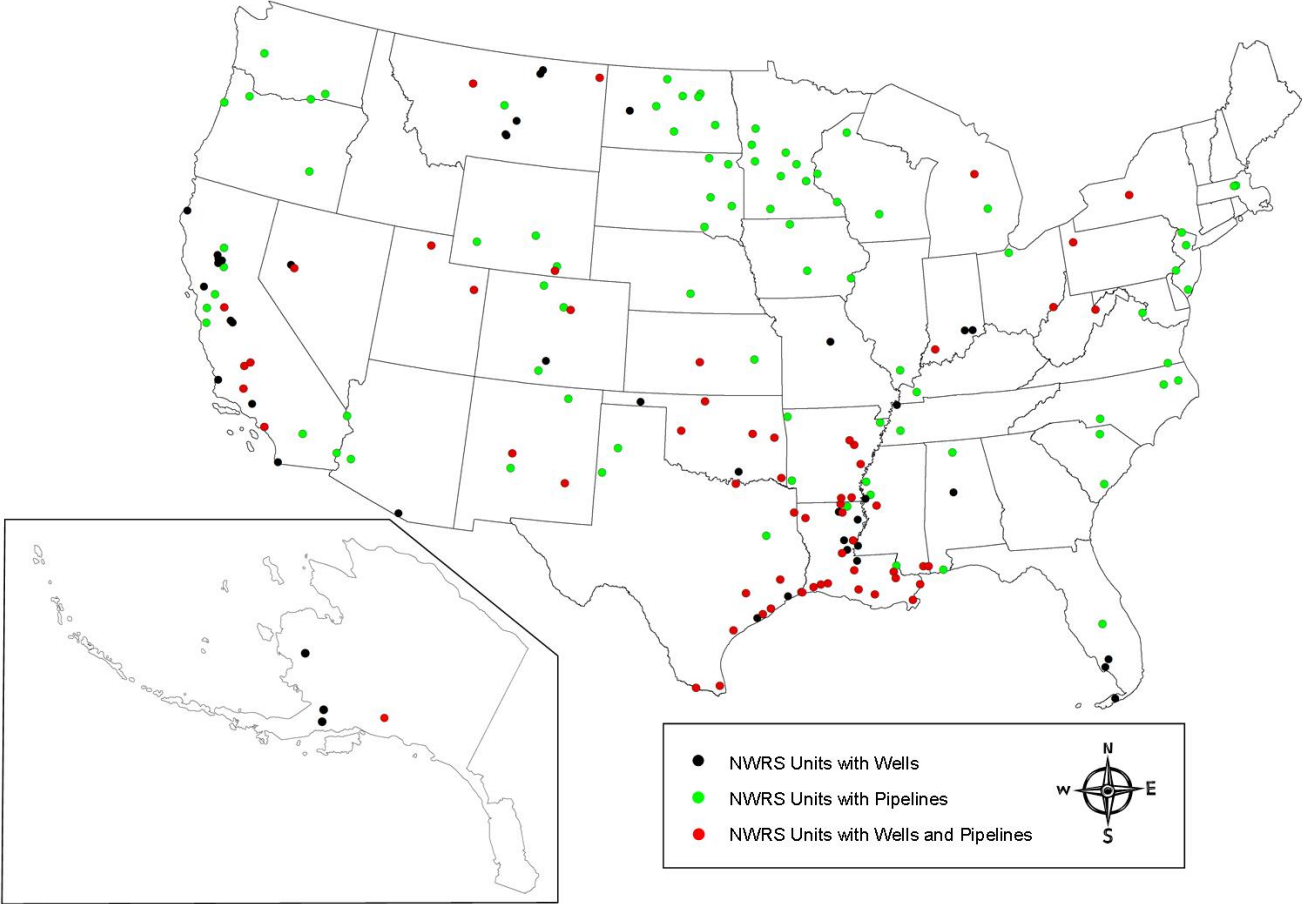 NWRS Units with Wells
NWRS Units with Pipelines
NWRS Units with Wells and Pipelines
N
W E
S